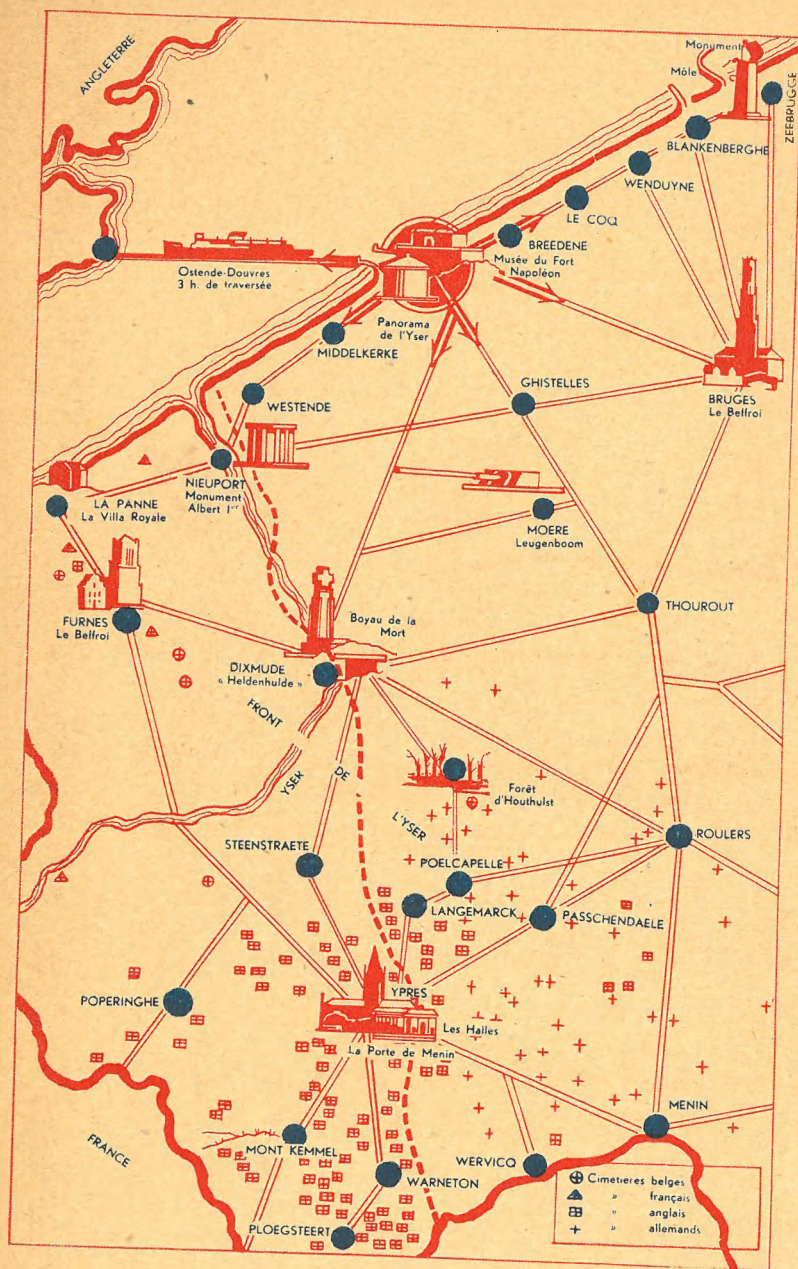 ANGLETERRE
Monument
Môle
ZEEBRUGGE
BLANKENBERGHE
WENDUYNE
LE COQ
BREEDENE
Musée du Fort
Napoléon
Ostende-Douvres
3 h. de traversée
Panorama
de l'Yser
MIDDELKERKE
GHISTELLES
BRUGES
Le Beffroi
WESTENDE
NIEUPORT
Monument
Albert Ier
LA PANNE
La Villa Royale
MOERE
Leugenboom
THOUROUT
FURNES
Le Beffroi
Boyau de la
Mort
DIXMUDE
« Heldenhulde »
FRONT
DE
L'YSER
YSER
Forêt
d'Houthulst
STEENSTRAETE
ROULERS
POELCAPELLE
LANGEMARCK
PASSCHENDAELE
POPERINGHE
YPRES
Les Halles
La Porte de Menin
MENIN
FRANCE
MONT KEMMEL
WERVICQ
WARNETON
PLOEGSTEERT
Cimetières belges
» français
» anglais
» allemands